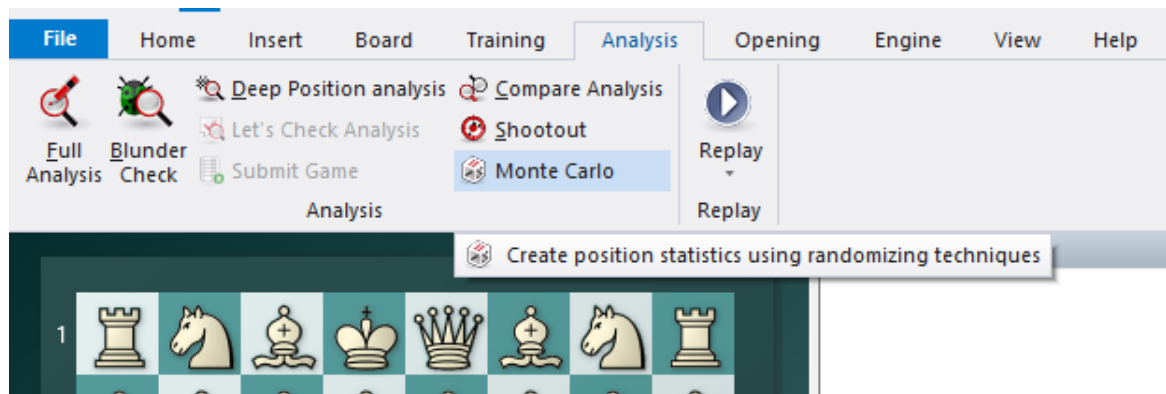 File Home Insert Board Training Analysis Opening Engine View Help
Deep Position analysis Compare Analysis
Let's Check Analysis Shootout
Full Blunder Replay
Analysis Check Submit Game Monte Carlo
Analysis Replay
Create position statistics using randomizing techniques
1